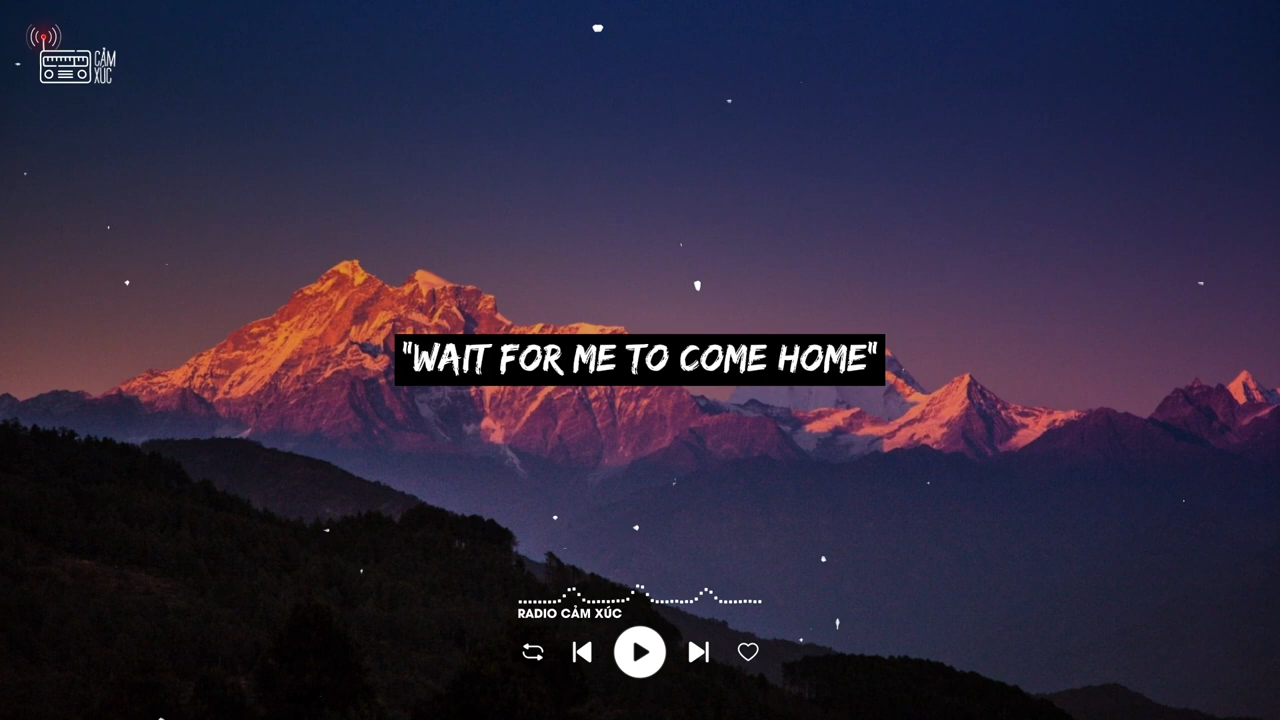 CẢM
XÚC
"WAIT FOR ME TO COME HOME"
RADIO CẢM XÚC